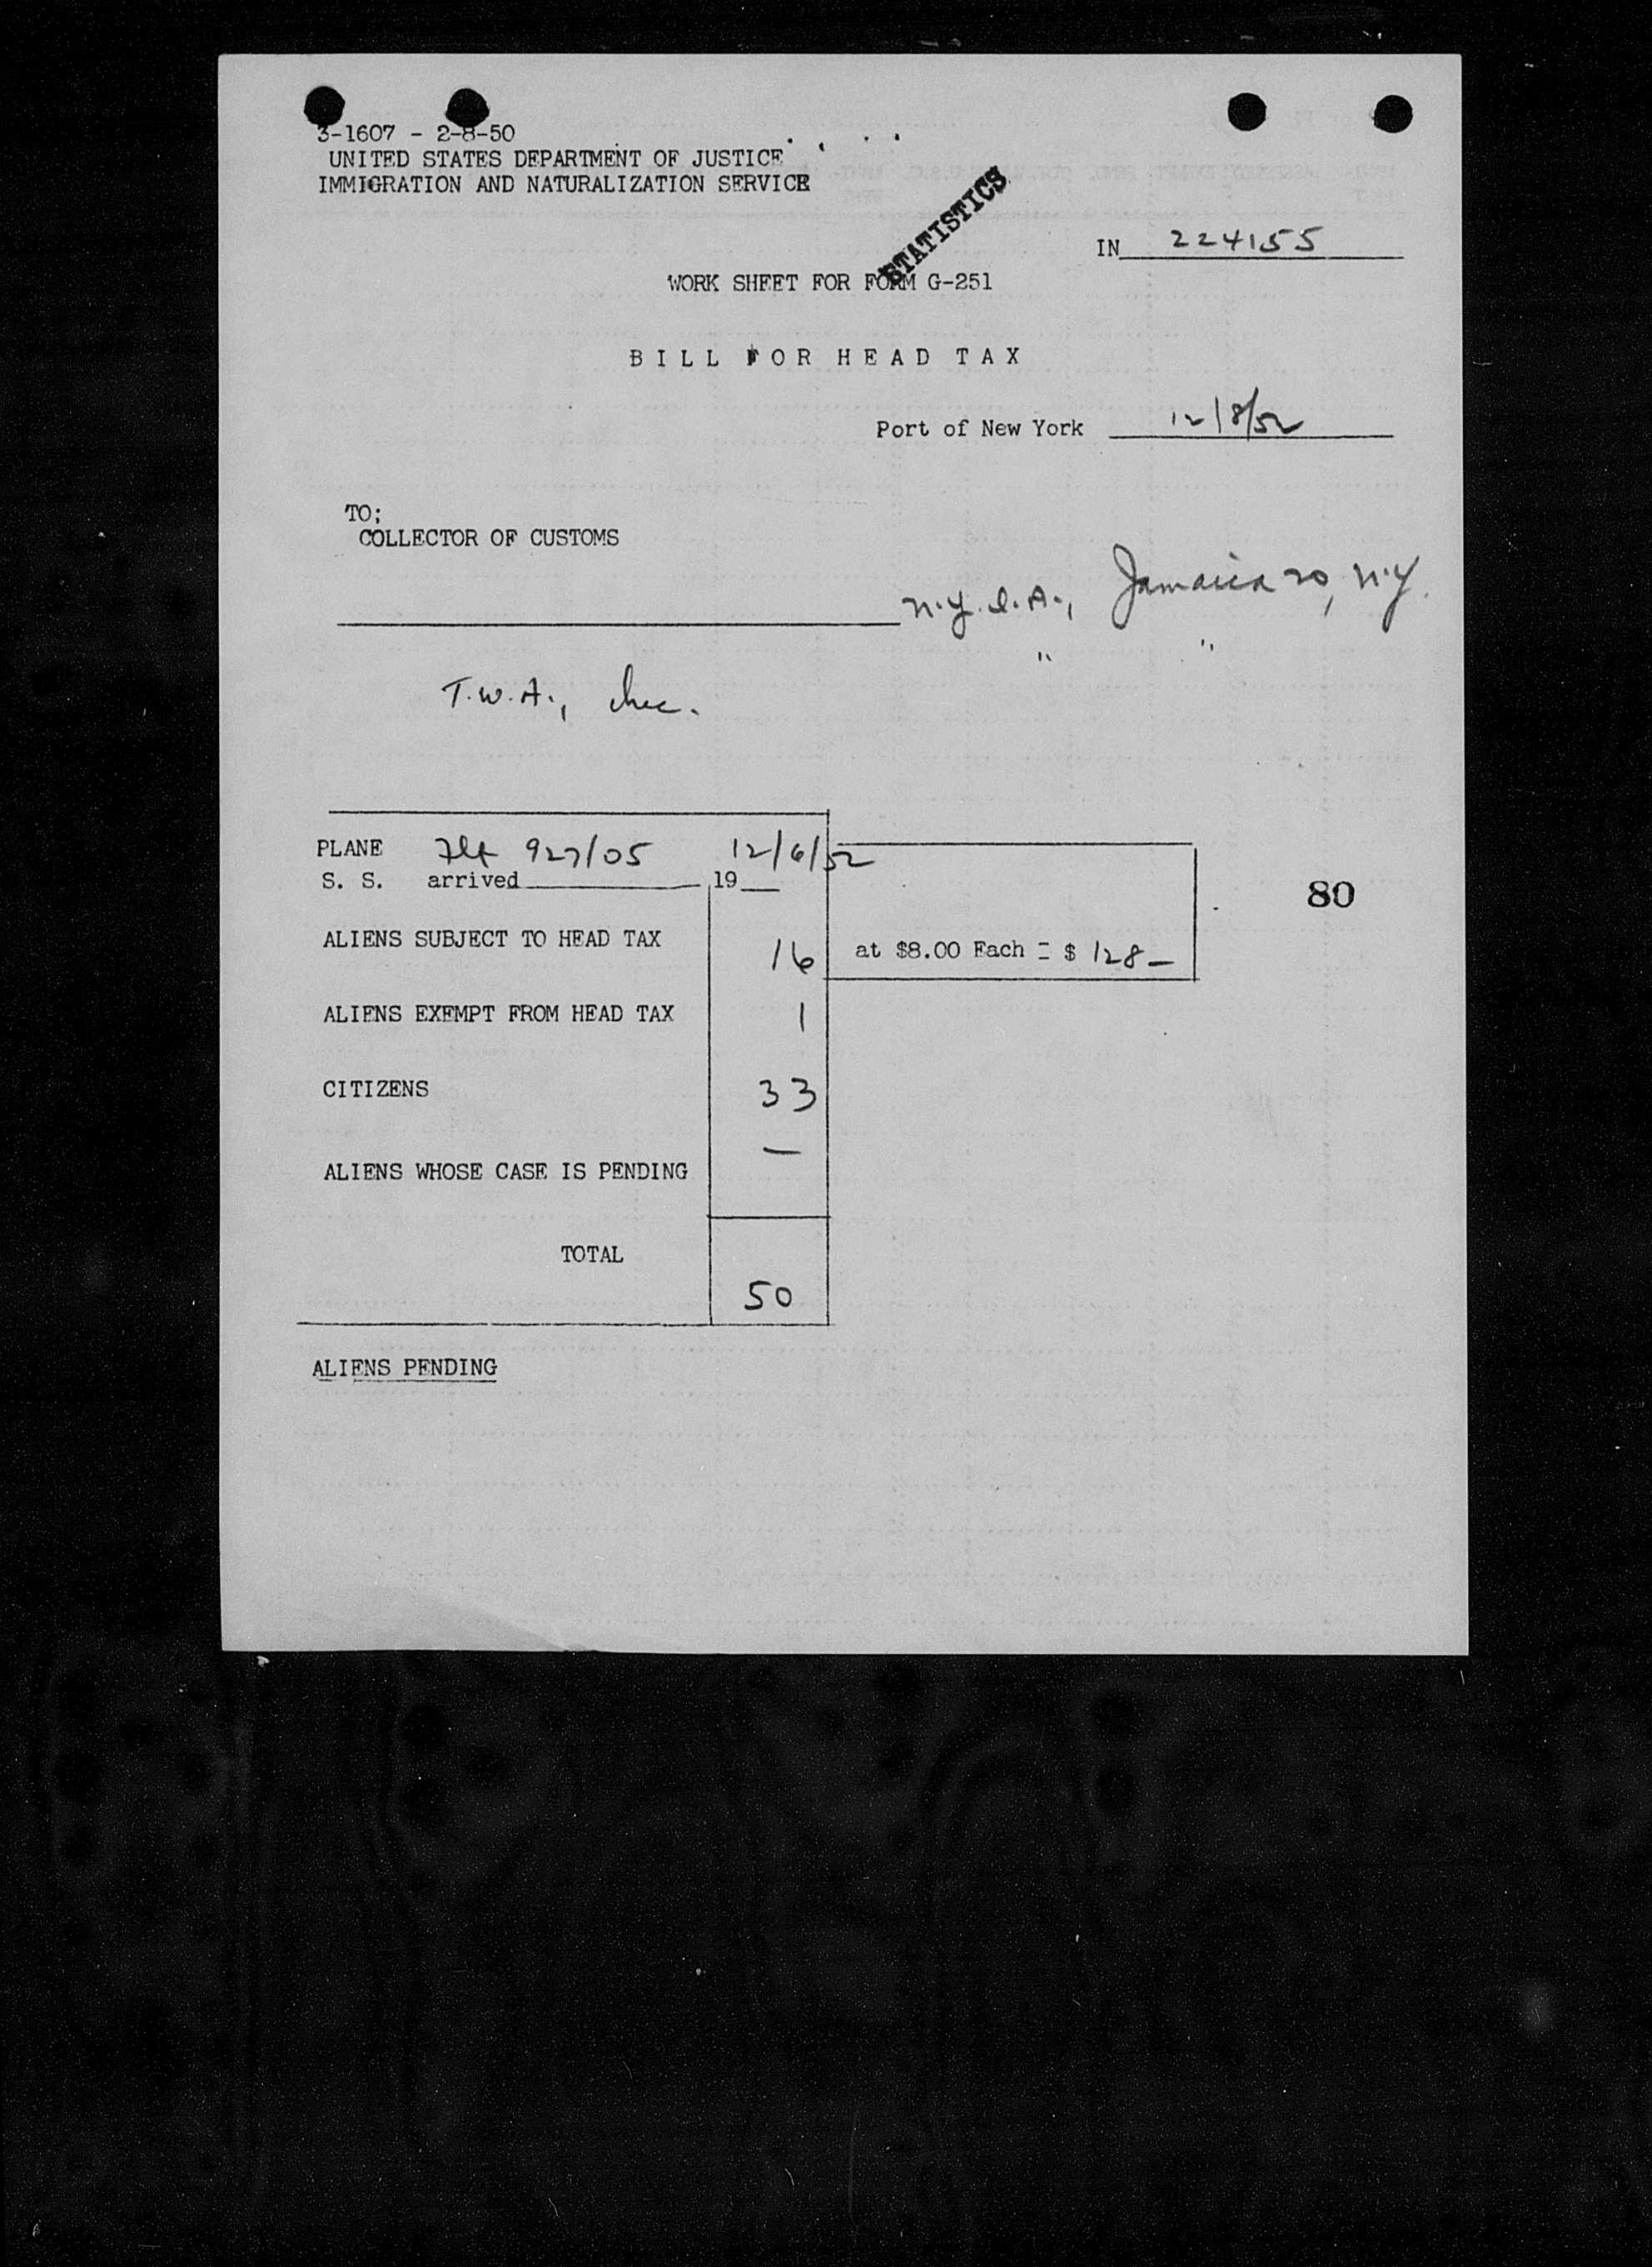 3-1607 - 2-8-50
UNITED STATES DEPARTMENT OF JUSTICE
IMMIGRATION AND NATURALIZATION SERVICE
STATISTICS
IN 224155
WORK SHEET FOR FORM G-251
BILL FOR HEAD TAX
Port of New York 12/8/52
TO;
COLLECTOR OF CUSTOMS
N.Y.I.A., Jamaica 20, N.Y.
" "
T.W.A., Inc.
PLANE Flt 927/05 12/6/52
S. S. arrived 19
80
ALIENS SUBJECT TO HEAD TAX 16 at $8.00 Each = $ 128-
ALIENS EXEMPT FROM HEAD TAX 1
CITIZENS 33
ALIENS WHOSE CASE IS PENDING —
TOTAL
50
ALIENS PENDING